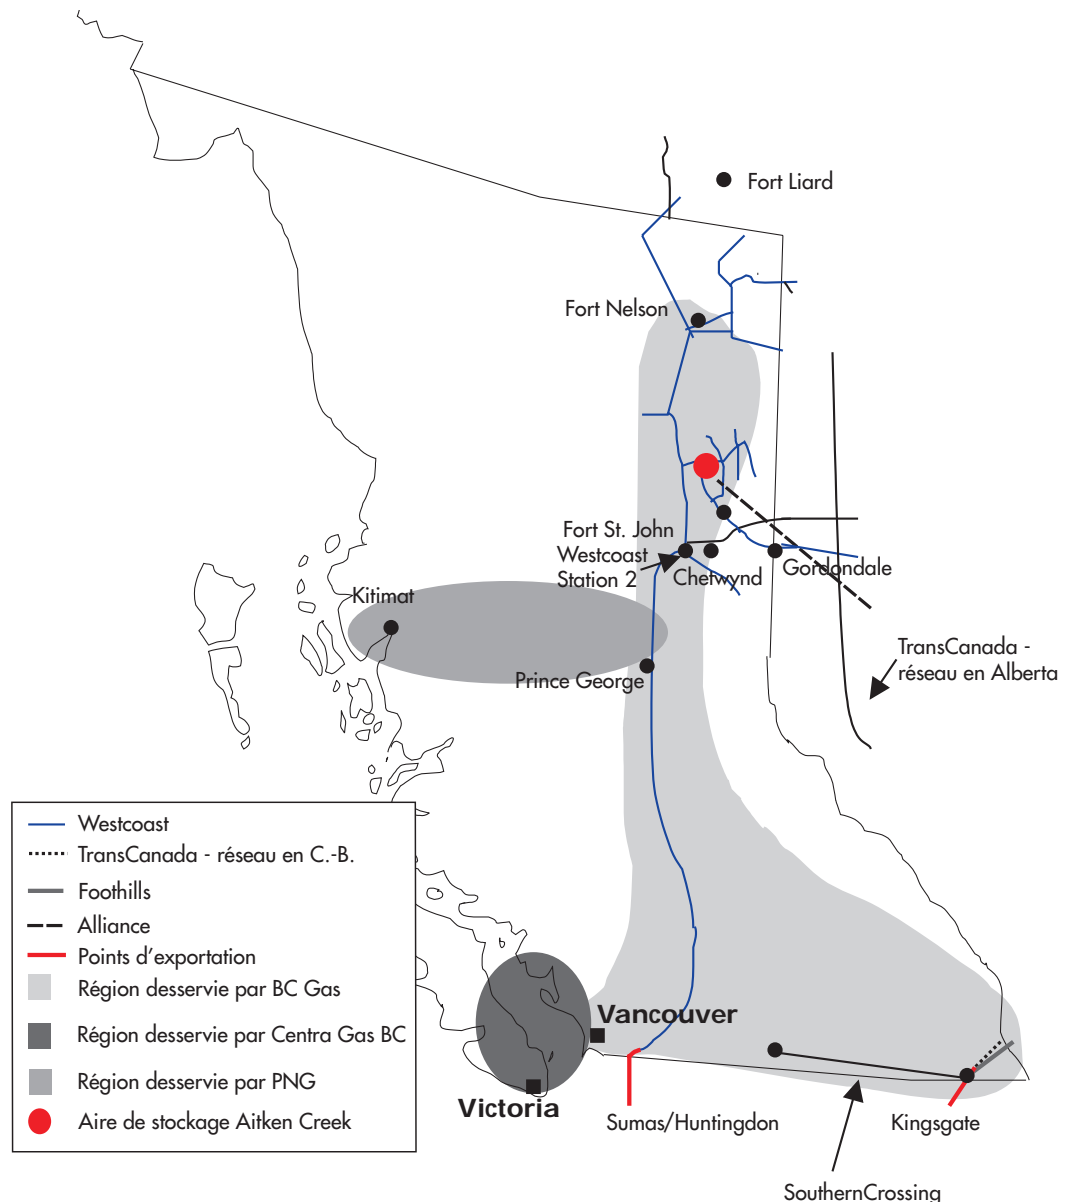 Fort Liard
Fort Nelson
Fort St. John
Westcoast
Station 2
Chetwynd
Gordondale
Kitimat
TransCanada -
réseau en Alberta
Prince George
Westcoast
TransCanada - réseau en C.-B.
Foothills
Alliance
Points d'exportation
Région desservie par BC Gas
Région desservie par Centra Gas BC
Région desservie par PNG
Aire de stockage Aitken Creek
Vancouver
Victoria
Sumas/Huntingdon
Kingsgate
SouthernCrossing